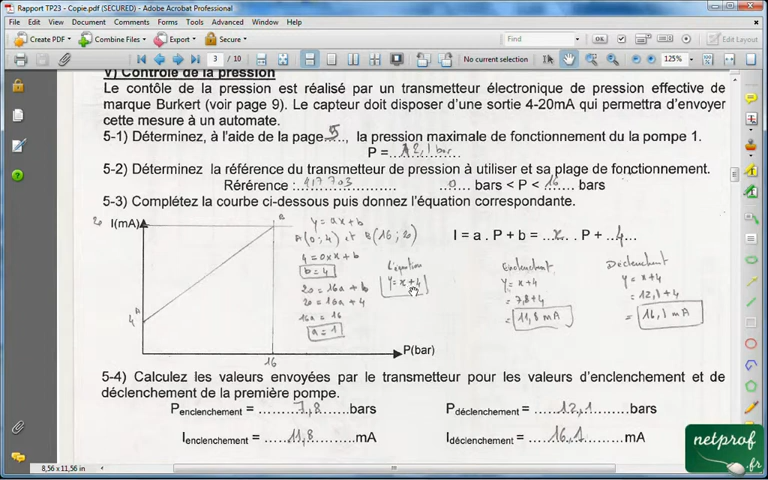 Rapport TP23 - Copie.pdf (SECURED) - Adobe Acrobat Professional
File Edit View Document Comments Forms Tools Advanced Window Help
Create PDF Combine Files Export Secure Find Edit Layout
3 / 10 No current selection 125%
V) Contrôle de la pression
Le contôle de la pression est réalisé par un transmetteur électronique de pression effective de
marque Burkert (voir page 9). Le capteur doit disposer d'une sortie 4-20mA qui permettra d'envoyer
cette mesure à un automate.
5-1) Déterminez, à l'aide de la page 5, la pression maximale de fonctionnement du la pompe 1.
P = 12,1 bar
5-2) Détermìnez la référence du transmetteur de pression à utiliser et sa plage de fonctionnement.
Rérérence : 417703 0 bars < P < 16 bars
5-3) Complétez la courbe ci-dessous puis donnez l'équation correspondante.
20 I(mA) B
y = ax + b
A(0 ; 4) et B(16 ; 20)
I = a . P + b = x . P + 4
4 = 0xx + b
b = 4
20 = 16a + b
20 = 16a + 4
16a = 16
a = 1
L'équation
y = x + 4
Enclenchement
y = x + 4
= 7,8 + 4
= 11,8 mA
Déclenchement
y = x + 4
= 12,1 + 4
= 16,1 mA
4 A
16
P(bar)
5-4) Calculez les valeurs envoyées par le transmetteur pour les valeurs d'enclenchement et de
déclenchement de la première pompe.
Penclenchement = 7,8 bars Pdéclenchement = 12,1 bars
Ienclenchement = 11,8 mA Idéclenchement = 16,1 mA
8,56 x 11,56 in
netprof
.fr